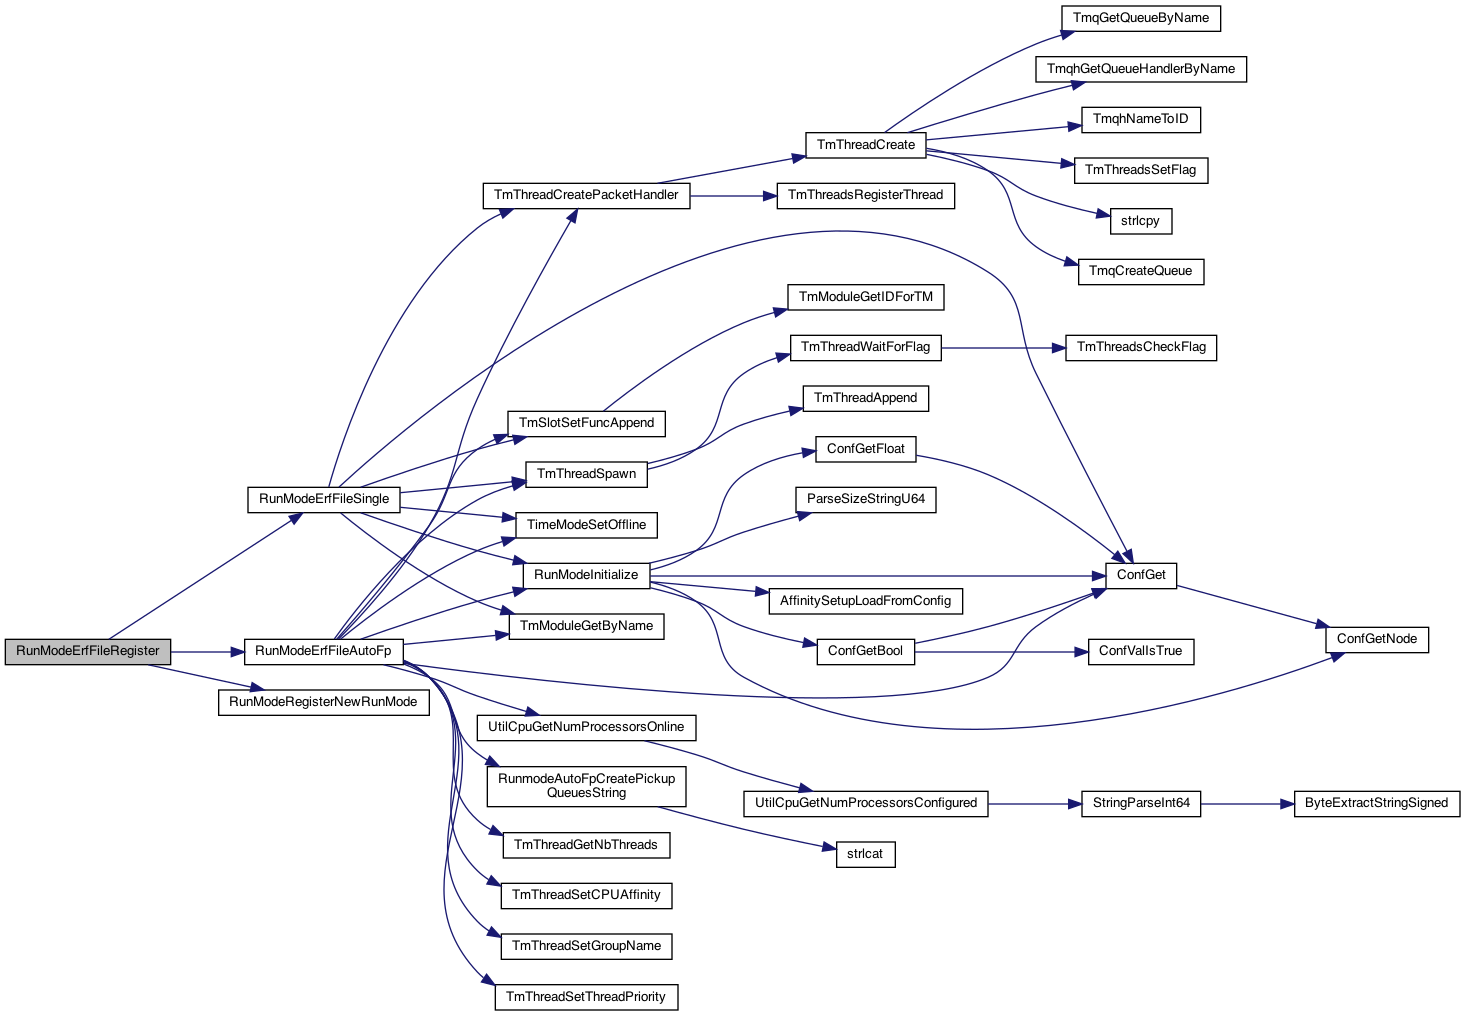 TmqGetQueueByName
TmqhGetQueueHandlerByName
TmqhNameToID
TmThreadCreate
TmThreadsSetFlag
TmThreadCreatePacketHandler
TmThreadsRegisterThread
strlcpy
TmqCreateQueue
TmModuleGetIDForTM
TmThreadWaitForFlag
TmThreadsCheckFlag
TmThreadAppend
TmSlotSetFuncAppend
ConfGetFloat
TmThreadSpawn
RunModeErfFileSingle
ParseSizeStringU64
TimeModeSetOffline
RunModeInitialize
ConfGet
AffinitySetupLoadFromConfig
TmModuleGetByName
ConfGetNode
RunModeErfFileRegister
RunModeErfFileAutoFp
ConfGetBool
ConfValIsTrue
RunModeRegisterNewRunMode
UtilCpuGetNumProcessorsOnline
RunmodeAutoFpCreatePickup
QueuesString
UtilCpuGetNumProcessorsConfigured
StringParseInt64
ByteExtractStringSigned
TmThreadGetNbThreads
strlcat
TmThreadSetCPUAffinity
TmThreadSetGroupName
TmThreadSetThreadPriority